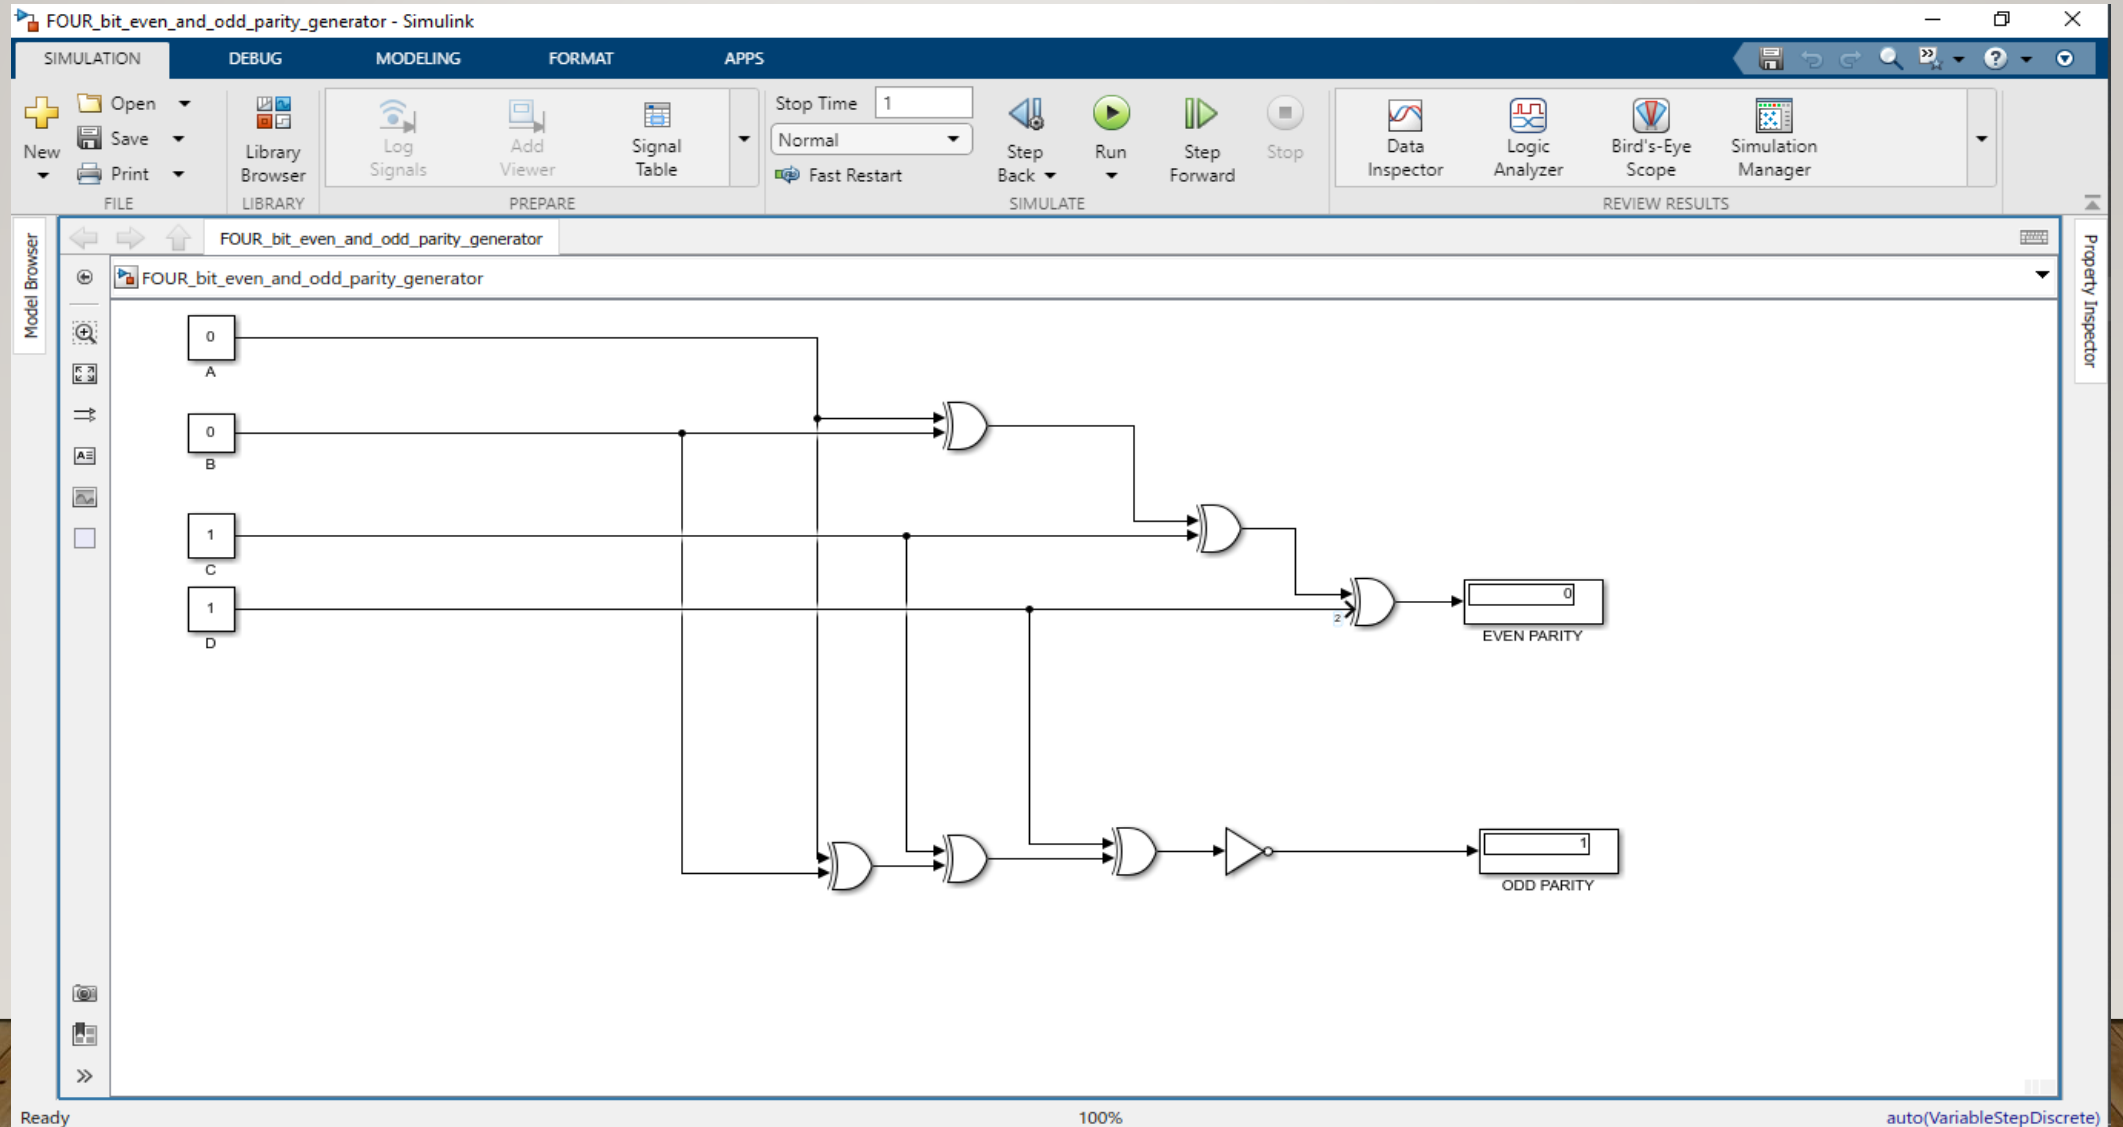 FOUR_bit_even_and_odd_parity_generator - Simulink
SIMULATION DEBUG MODELING FORMAT APPS
New
Open
Save
Print
FILE
Library
Browser
LIBRARY
Log
Signals
Add
Viewer
Signal
Table
PREPARE
Stop Time 1
Normal
Fast Restart
Step
Back
Run
Step
Forward
Stop
SIMULATE
Data
Inspector
Logic
Analyzer
Bird's-Eye
Scope
Simulation
Manager
REVIEW RESULTS
Model Browser
FOUR_bit_even_and_odd_parity_generator
FOUR_bit_even_and_odd_parity_generator
Property Inspector
0
A
0
B
1
C
1
D
2
0
EVEN PARITY
1
ODD PARITY
Ready
100%
auto(VariableStepDiscrete)